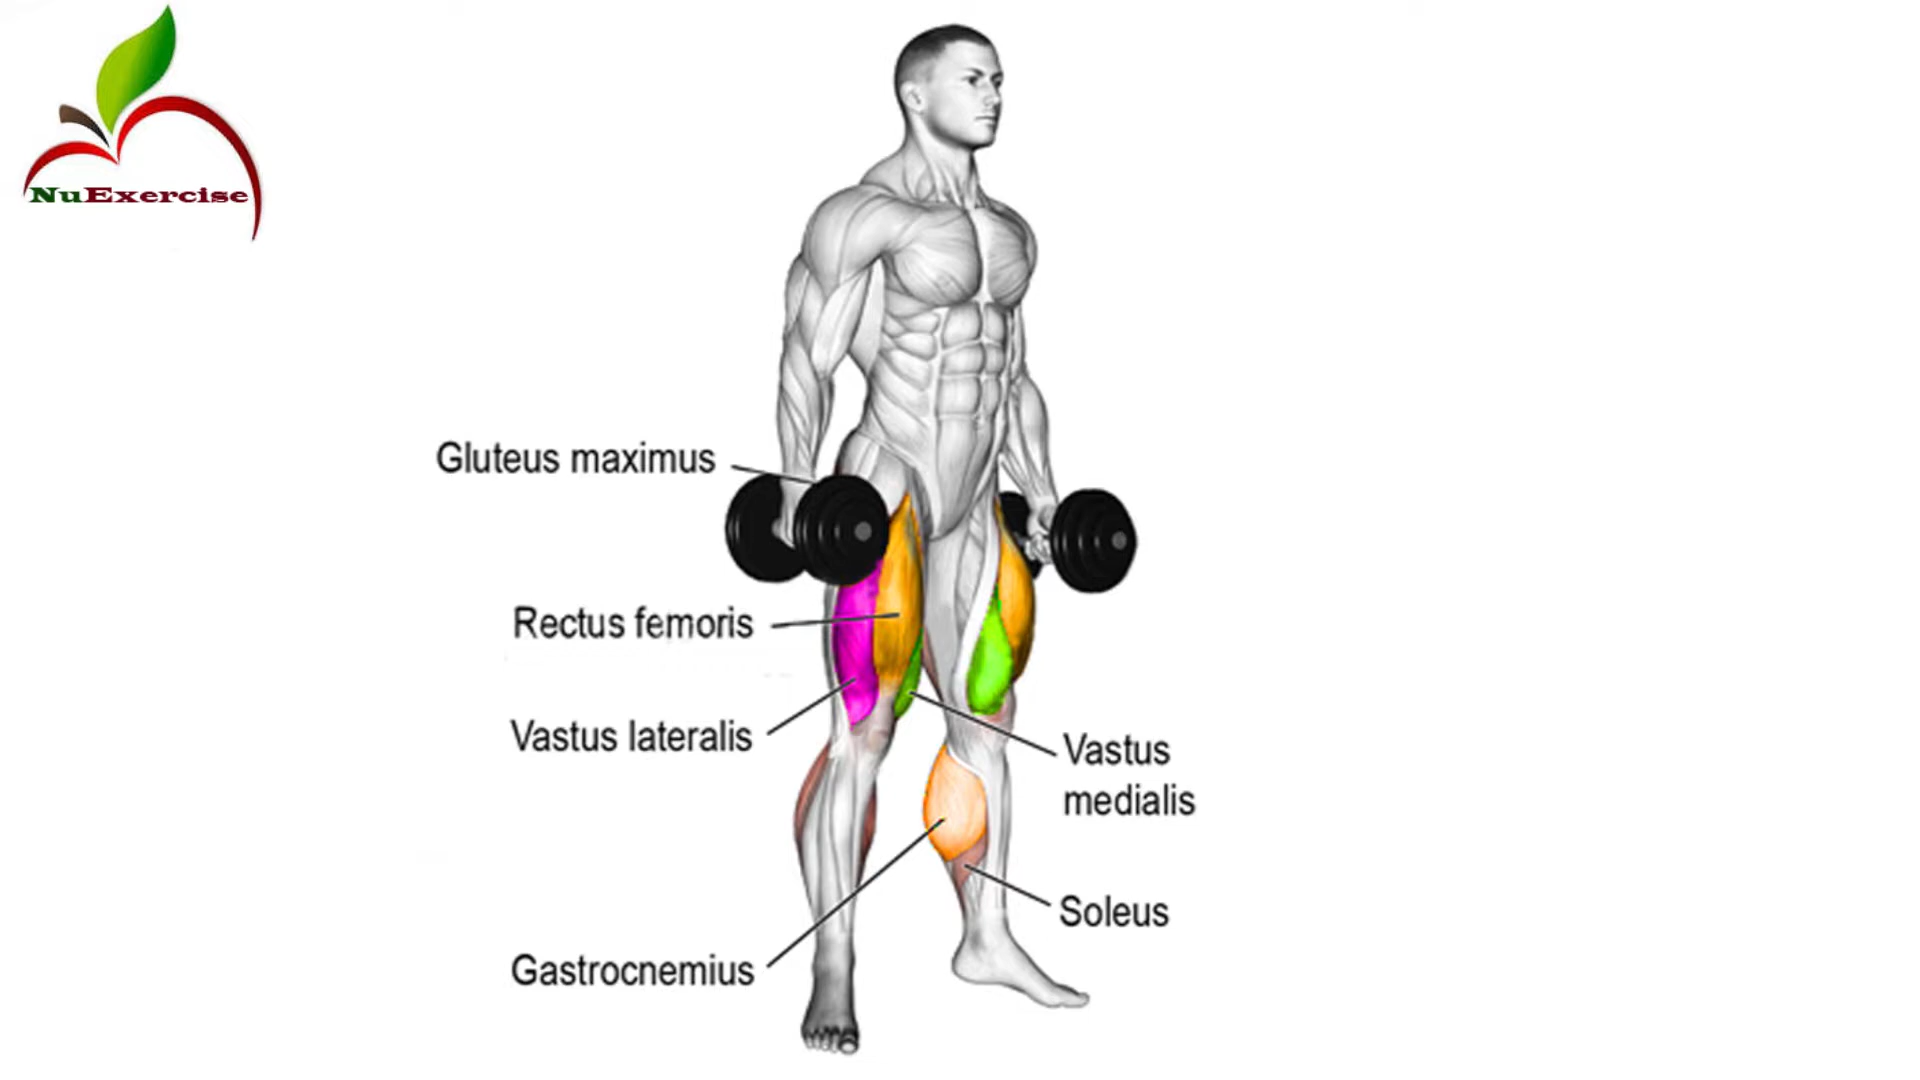 NuExercise
Gluteus maximus
Rectus femoris
Vastus lateralis
Vastus
medialis
Soleus
Gastrocnemius